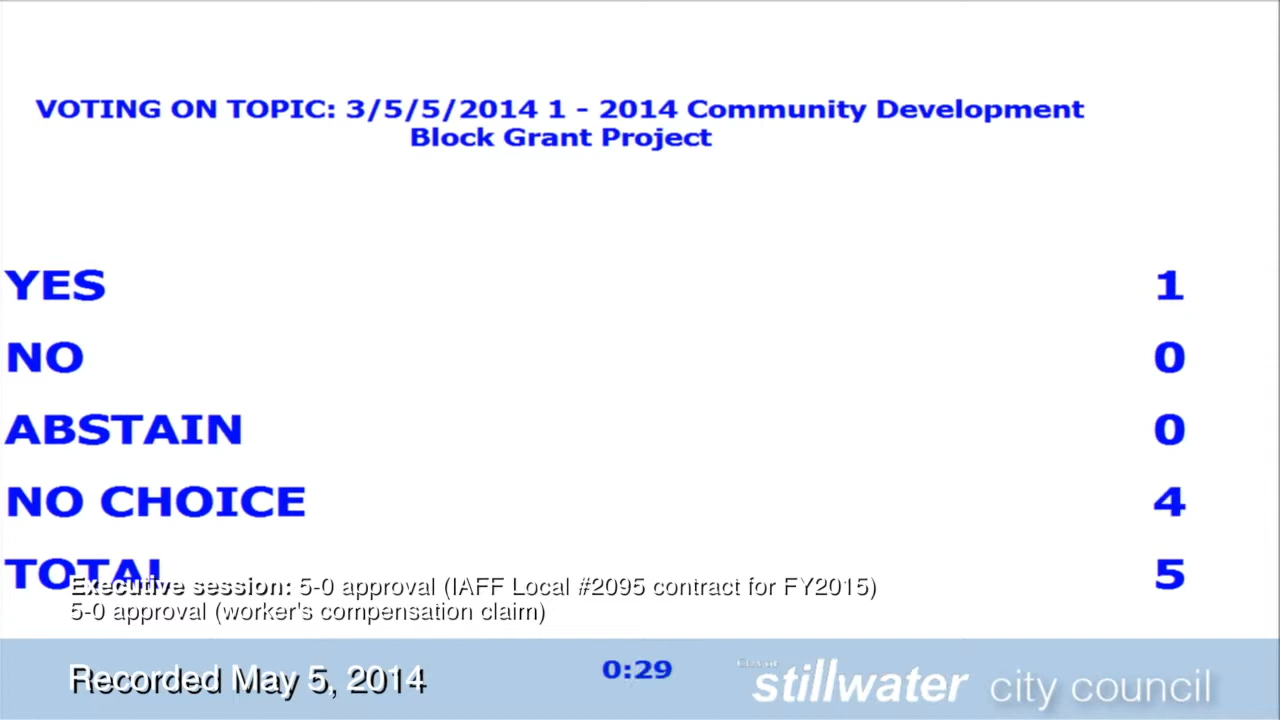 VOTING ON TOPIC: 3/5/5/2014 1 - 2014 Community Development
Block Grant Project
YES 1
NO 0
ABSTAIN 0
NO CHOICE 4
TOTAL 5
Executive session: 5-0 approval (IAFF Local #2095 contract for FY2015)
5-0 approval (worker's compensation claim)
Recorded May 5, 2014
0:29
CITY OF
stillwater city council